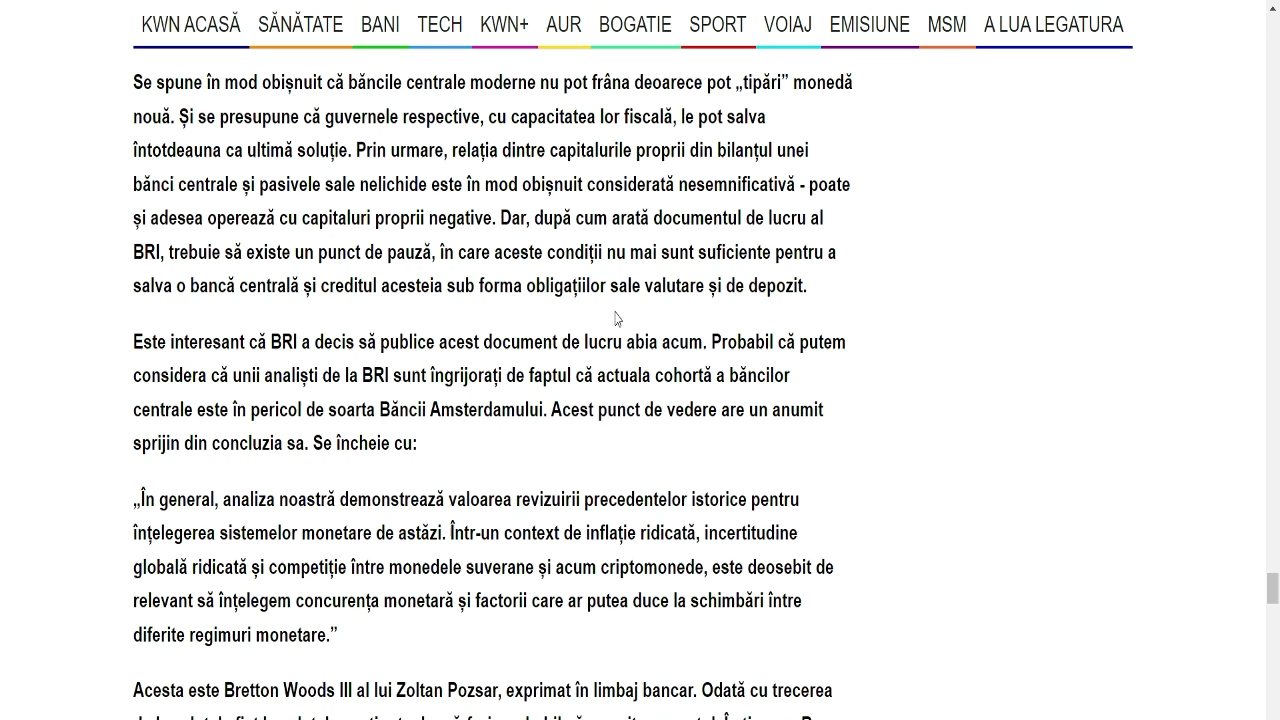 KWN ACASĂ SĂNĂTATE BANI TECH KWN+ AUR BOGATIE SPORT VOIAJ EMISIUNE MSM A LUA LEGATURA
Se spune în mod obișnuit că băncile centrale moderne nu pot frâna deoarece pot „tipări” monedă
nouă. Și se presupune că guvernele respective, cu capacitatea lor fiscală, le pot salva
întotdeauna ca ultimă soluție. Prin urmare, relația dintre capitalurile proprii din bilanțul unei
bănci centrale și pasivele sale nelichide este în mod obișnuit considerată nesemnificativă - poate
și adesea operează cu capitaluri proprii negative. Dar, după cum arată documentul de lucru al
BRI, trebuie să existe un punct de pauză, în care aceste condiții nu mai sunt suficiente pentru a
salva o bancă centrală și creditul acesteia sub forma obligațiilor sale valutare și de depozit.
Este interesant că BRI a decis să publice acest document de lucru abia acum. Probabil că putem
considera că unii analiști de la BRI sunt îngrijorați de faptul că actuala cohortă a băncilor
centrale este în pericol de soarta Băncii Amsterdamului. Acest punct de vedere are un anumit
sprijin din concluzia sa. Se încheie cu:
„În general, analiza noastră demonstrează valoarea revizuirii precedentelor istorice pentru
înțelegerea sistemelor monetare de astăzi. Într-un context de inflație ridicată, incertitudine
globală ridicată și competiție între monedele suverane și acum criptomonede, este deosebit de
relevant să înțelegem concurența monetară și factorii care ar putea duce la schimbări între
diferite regimuri monetare.”
Acesta este Bretton Woods III al lui Zoltan Pozsar, exprimat în limbaj bancar. Odată cu trecerea